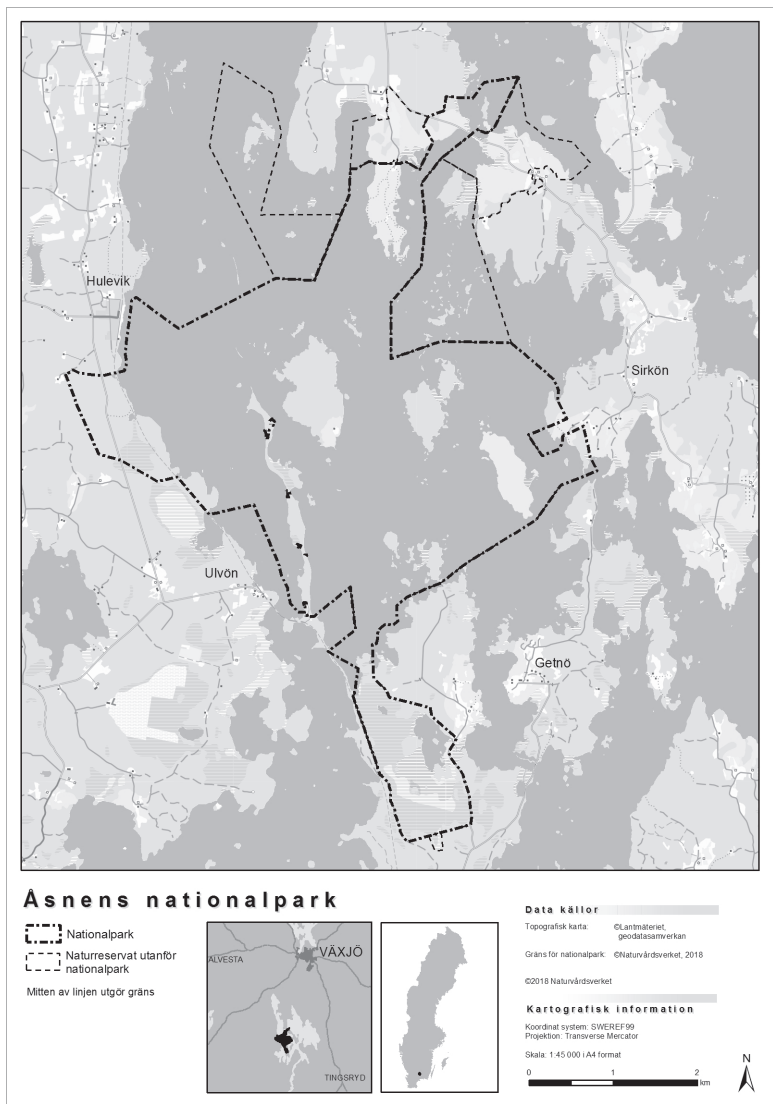 Hulevik
Sirkön
Ulvön
Getnö
Åsnens nationalpark
Nationalpark
Naturreservat utanför
nationalpark
Mitten av linjen utgör gräns
ALVESTA
VÄXJÖ
TINGSRYD
Data källor
Topografisk karta: ©Lantmäteriet,
geodatasamverkan
Gräns för nationalpark: ©Naturvårdsverket, 2018
©2018 Naturvårdsverket
Kartografisk information
Koordinat system: SWEREF99
Projektion: Transverse Mercator
Skala: 1:45 000 i A4 format
0 1 2
km
N